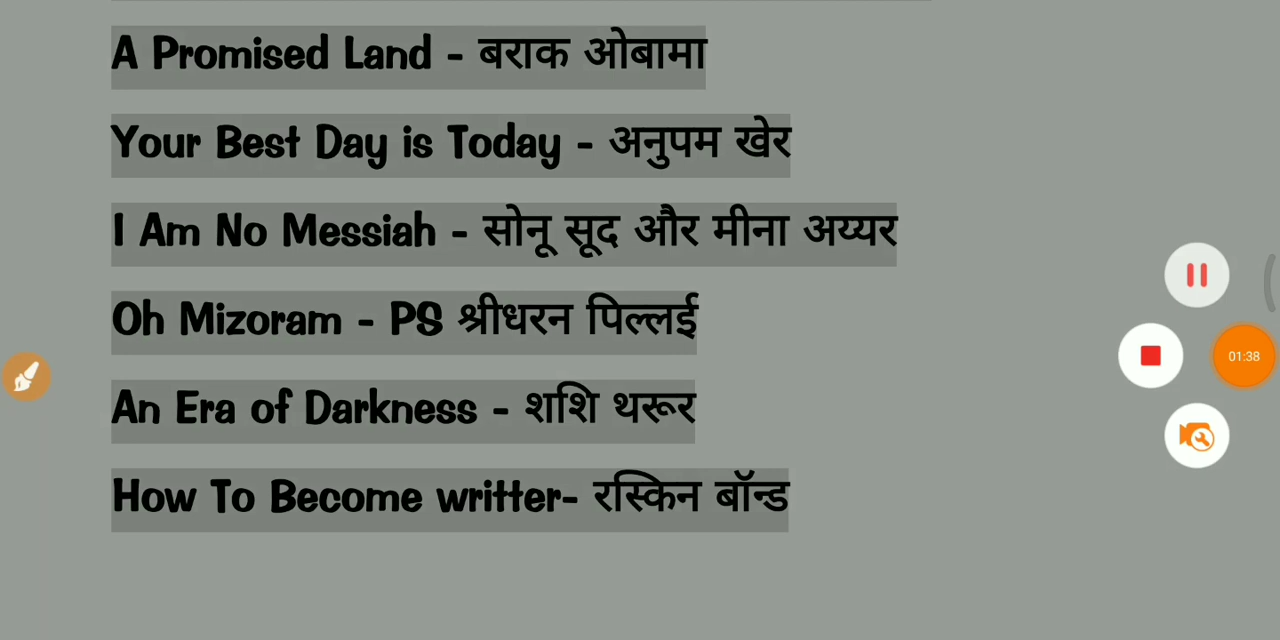 A Promised Land - बराक ओबामा
Your Best Day is Today - अनुपम खेर
I Am No Messiah - सोनू सूद और मीना अय्यर
Oh Mizoram - PS श्रीधरन पिल्लई
An Era of Darkness - शशि थरूर
How To Become writter- रस्किन बॉन्ड
01:38